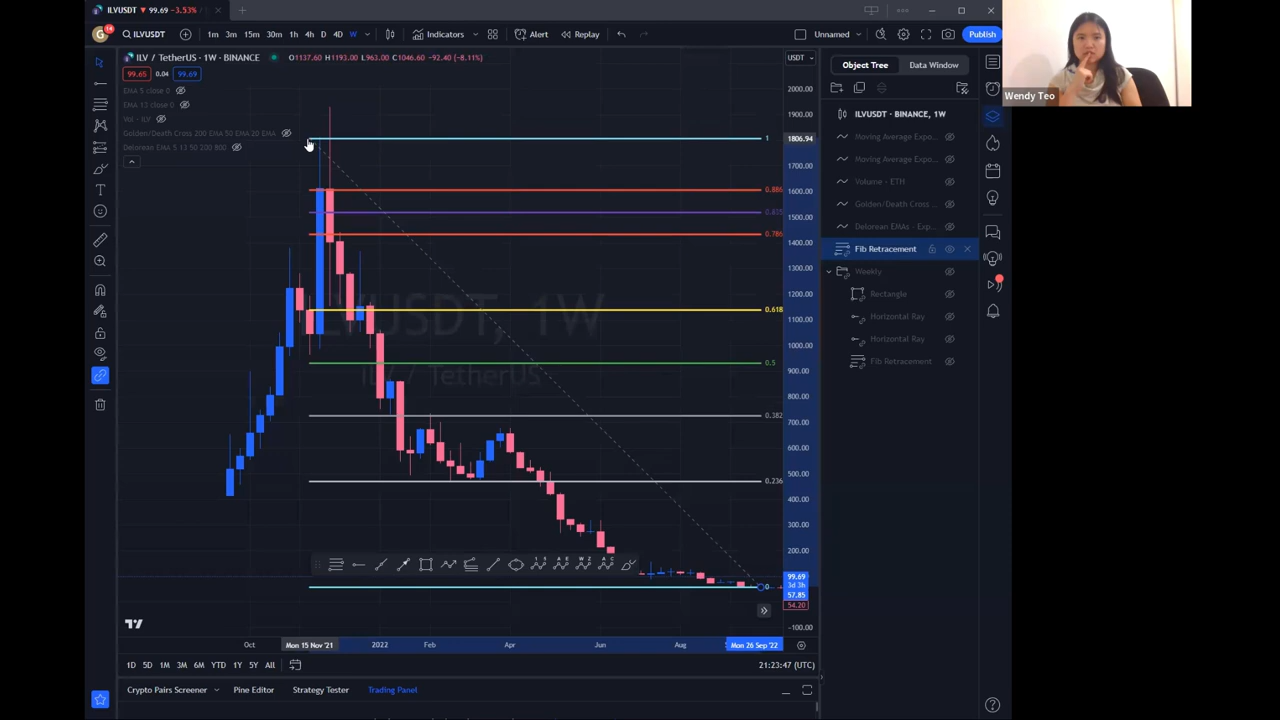 ILVUSDT ▼ 99.69 −3.53%
14
ILVUSDT
1m 3m 15m 30m 1h 4h D 4D W
Indicators
Alert
Replay
Unnamed
Publish
ILV / TetherUS · 1W · BINANCE
O1137.60 H1193.00 L963.00 C1046.60 −92.40 (−8.11%)
99.65 0.04 99.69
EMA 5 close 0
EMA 12 close 0
Vol · ILV
Golden/Death Cross 200 EMA 50 EMA 20 EMA
Delorean EMAs 5 13 50 200 800
ILVUSDT, 1W
ILV / TetherUS
1
0.886
0.786
0.618
0.5
0.382
0.236
0
USDT
2000.00
1900.00
1806.94
1700.00
1600.00
1500.00
1400.00
1300.00
1200.00
1100.00
1000.00
900.00
800.00
700.00
600.00
500.00
400.00
300.00
200.00
99.69
3d 3h
57.85
54.20
−100.00
Oct
Mon 15 Nov '21
2022
Feb
Apr
Jun
Aug
Mon 26 Sep '22
1D 5D 1M 3M 6M YTD 1Y 5Y All
21:23:47 (UTC)
Crypto Pairs Screener
Pine Editor
Strategy Tester
Trading Panel
Object Tree
Data Window
ILVUSDT · BINANCE, 1W
Moving Average Expo...
Moving Average Expo...
Volume - ETH
Golden/Death Cross ...
Delorean EMAs - Exp...
Fib Retracement
Weekly
Rectangle
Horizontal Ray
Horizontal Ray
Fib Retracement
Wendy Teo